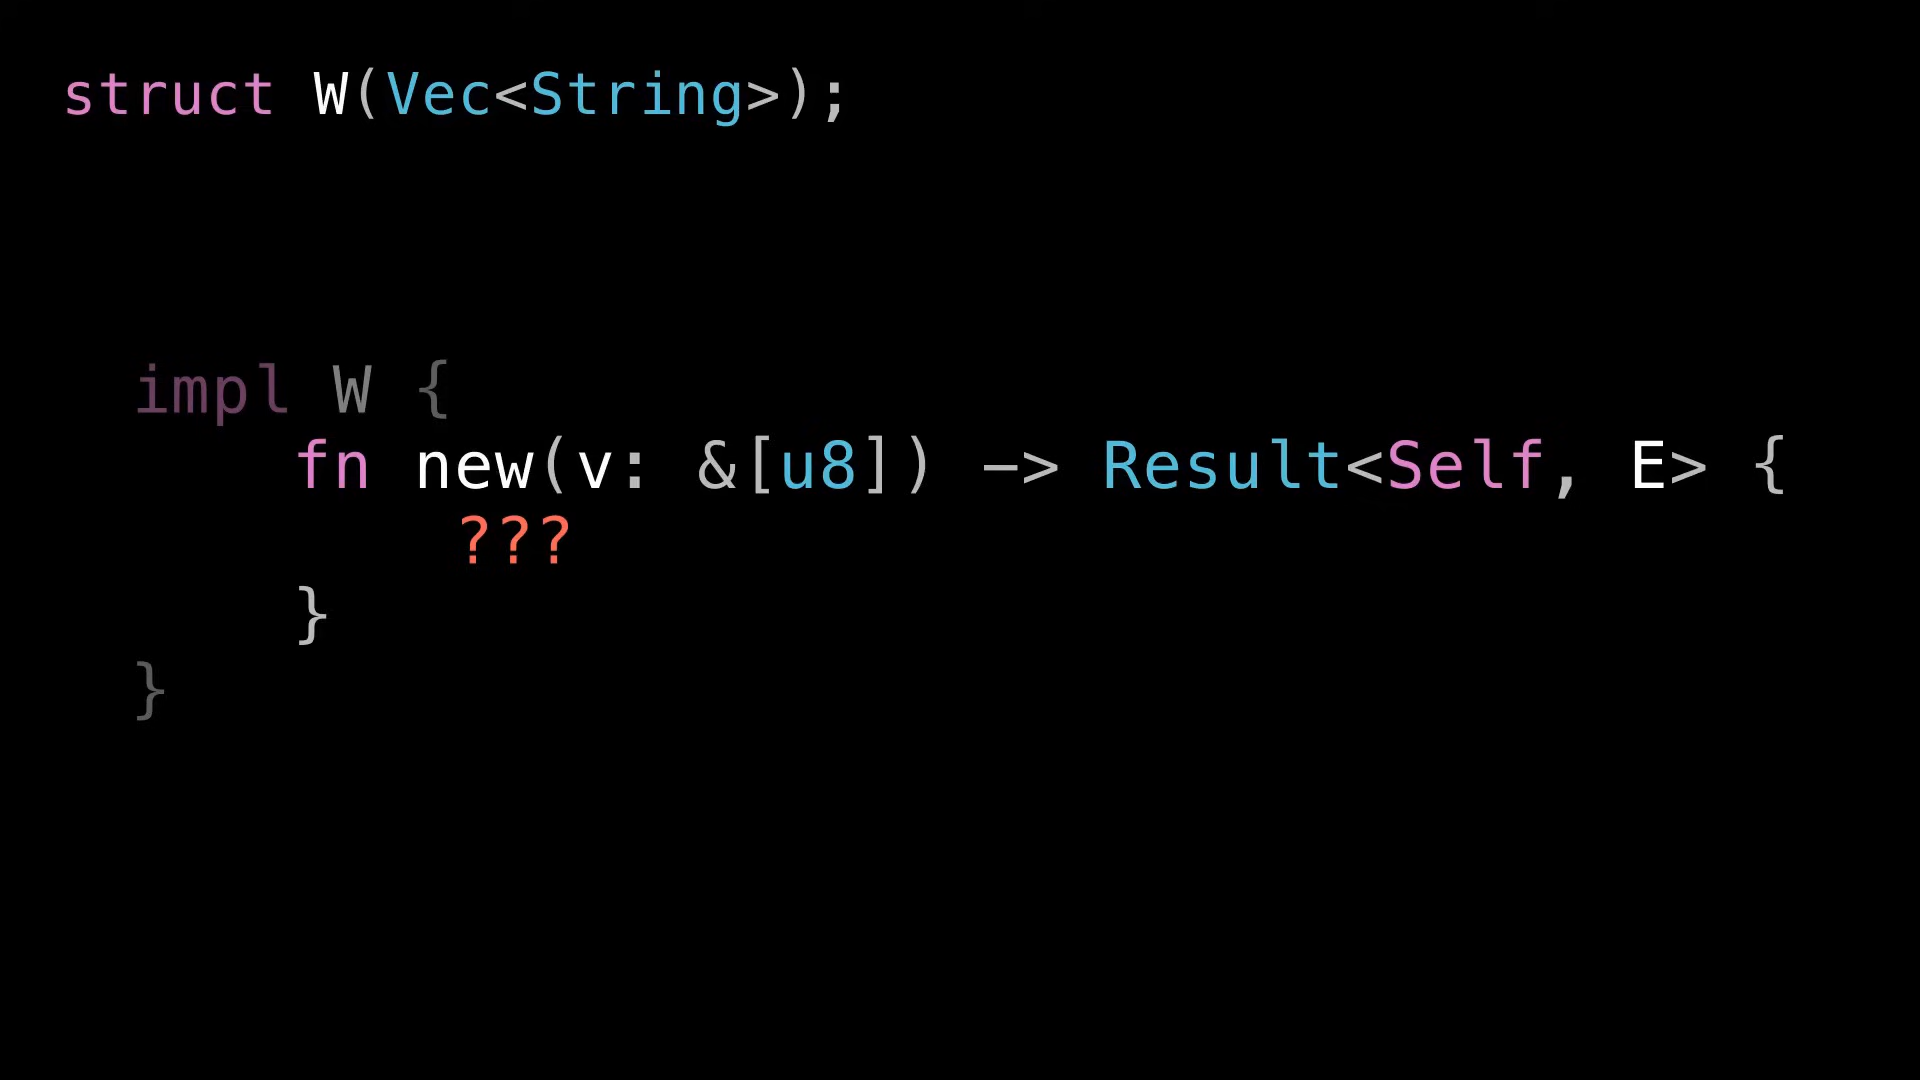 struct W(Vec<String>);
impl W {
fn new(v: &[u8]) -> Result<Self, E> {
???
}
}